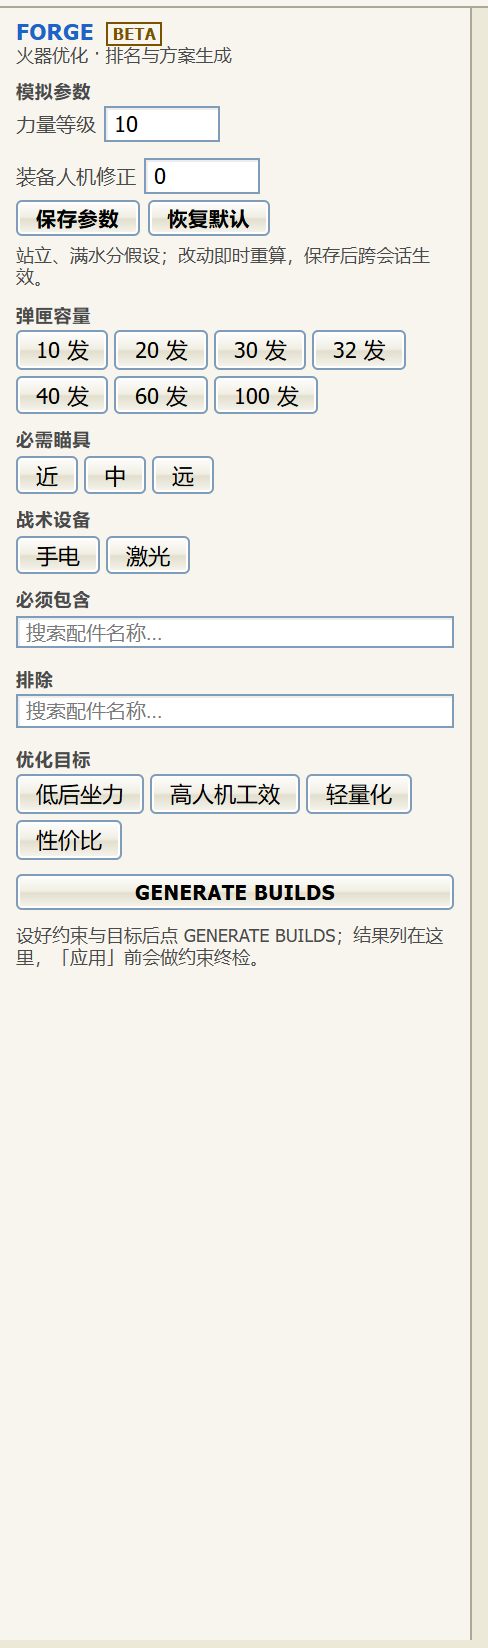 FORGE BETA
火器优化 · 排名与方案生成
模拟参数
力量等级 10
装备人机修正 0
保存参数 恢复默认
站立、满水分假设；改动即时重算，保存后跨会话生
效。
弹匣容量
10 发 20 发 30 发 32 发
40 发 60 发 100 发
必需瞄具
近 中 远
战术设备
手电 激光
必须包含
搜索配件名称...
排除
搜索配件名称...
优化目标
低后坐力 高人机工效 轻量化
性价比
GENERATE BUILDS
设好约束与目标后点 GENERATE BUILDS；结果列在这
里，「应用」前会做约束终检。